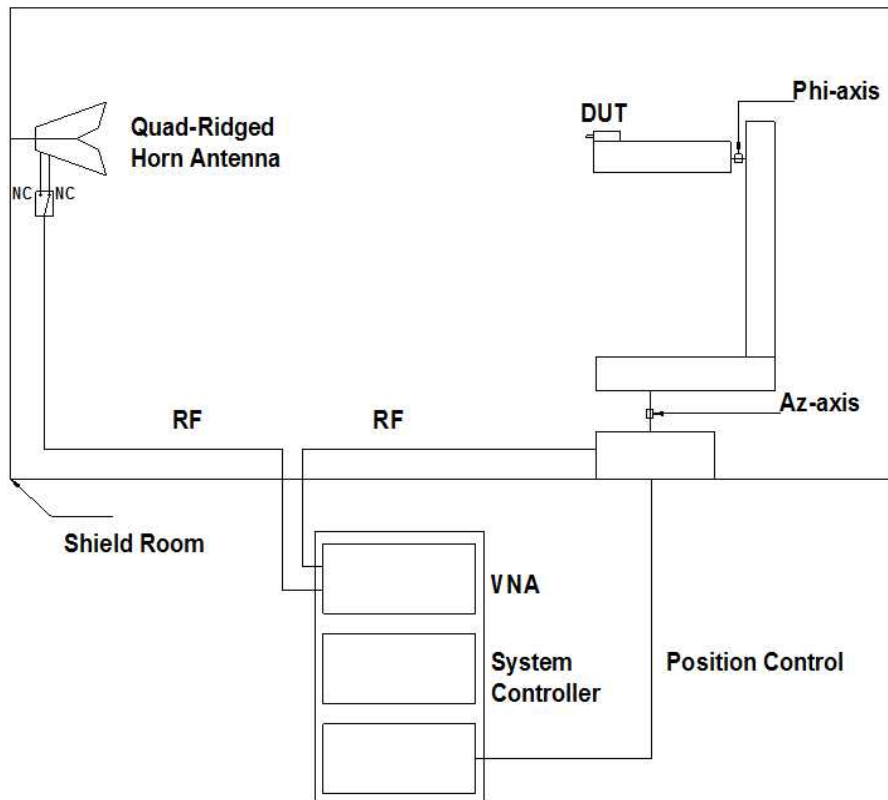 Phi-axis
DUT
Quad-Ridged
Horn Antenna
NC NC
Az-axis
RF RF
Shield Room
VNA
System
Controller
Position Control